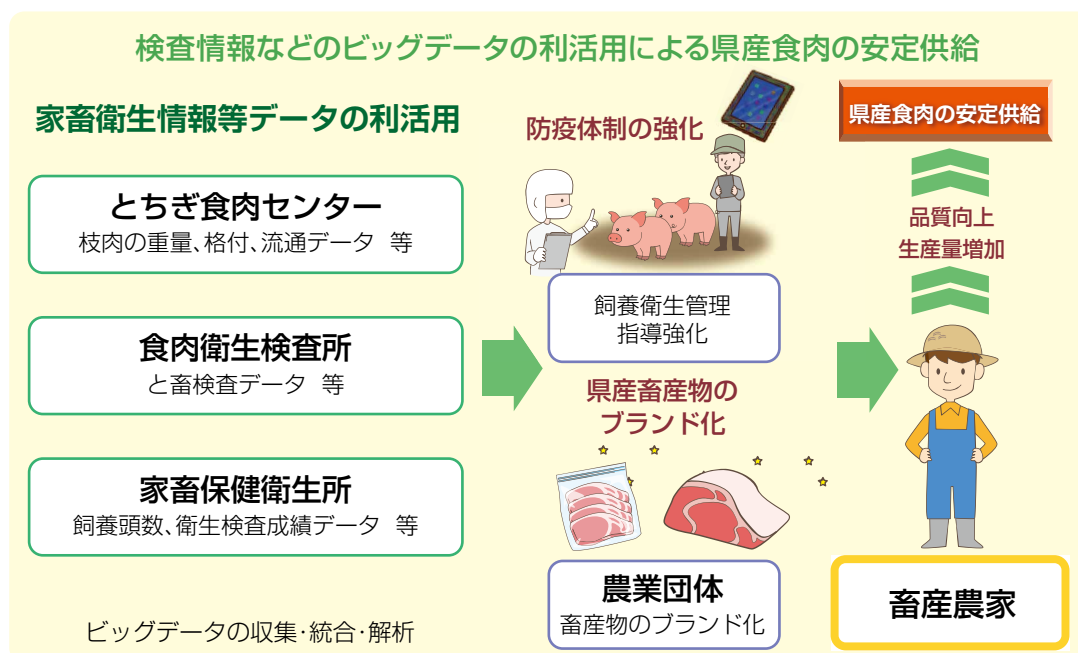 検査情報などのビッグデータの利活用による県産食肉の安定供給
家畜衛生情報等データの利活用
とちぎ食肉センター
枝肉の重量、格付、流通データ 等
食肉衛生検査所
と畜検査データ 等
家畜保健衛生所
飼養頭数、衛生検査成績データ 等
ビッグデータの収集・統合・解析
防疫体制の強化
飼養衛生管理
指導強化
県産畜産物の
ブランド化
農業団体
畜産物のブランド化
県産食肉の安定供給
品質向上
生産量増加
畜産農家